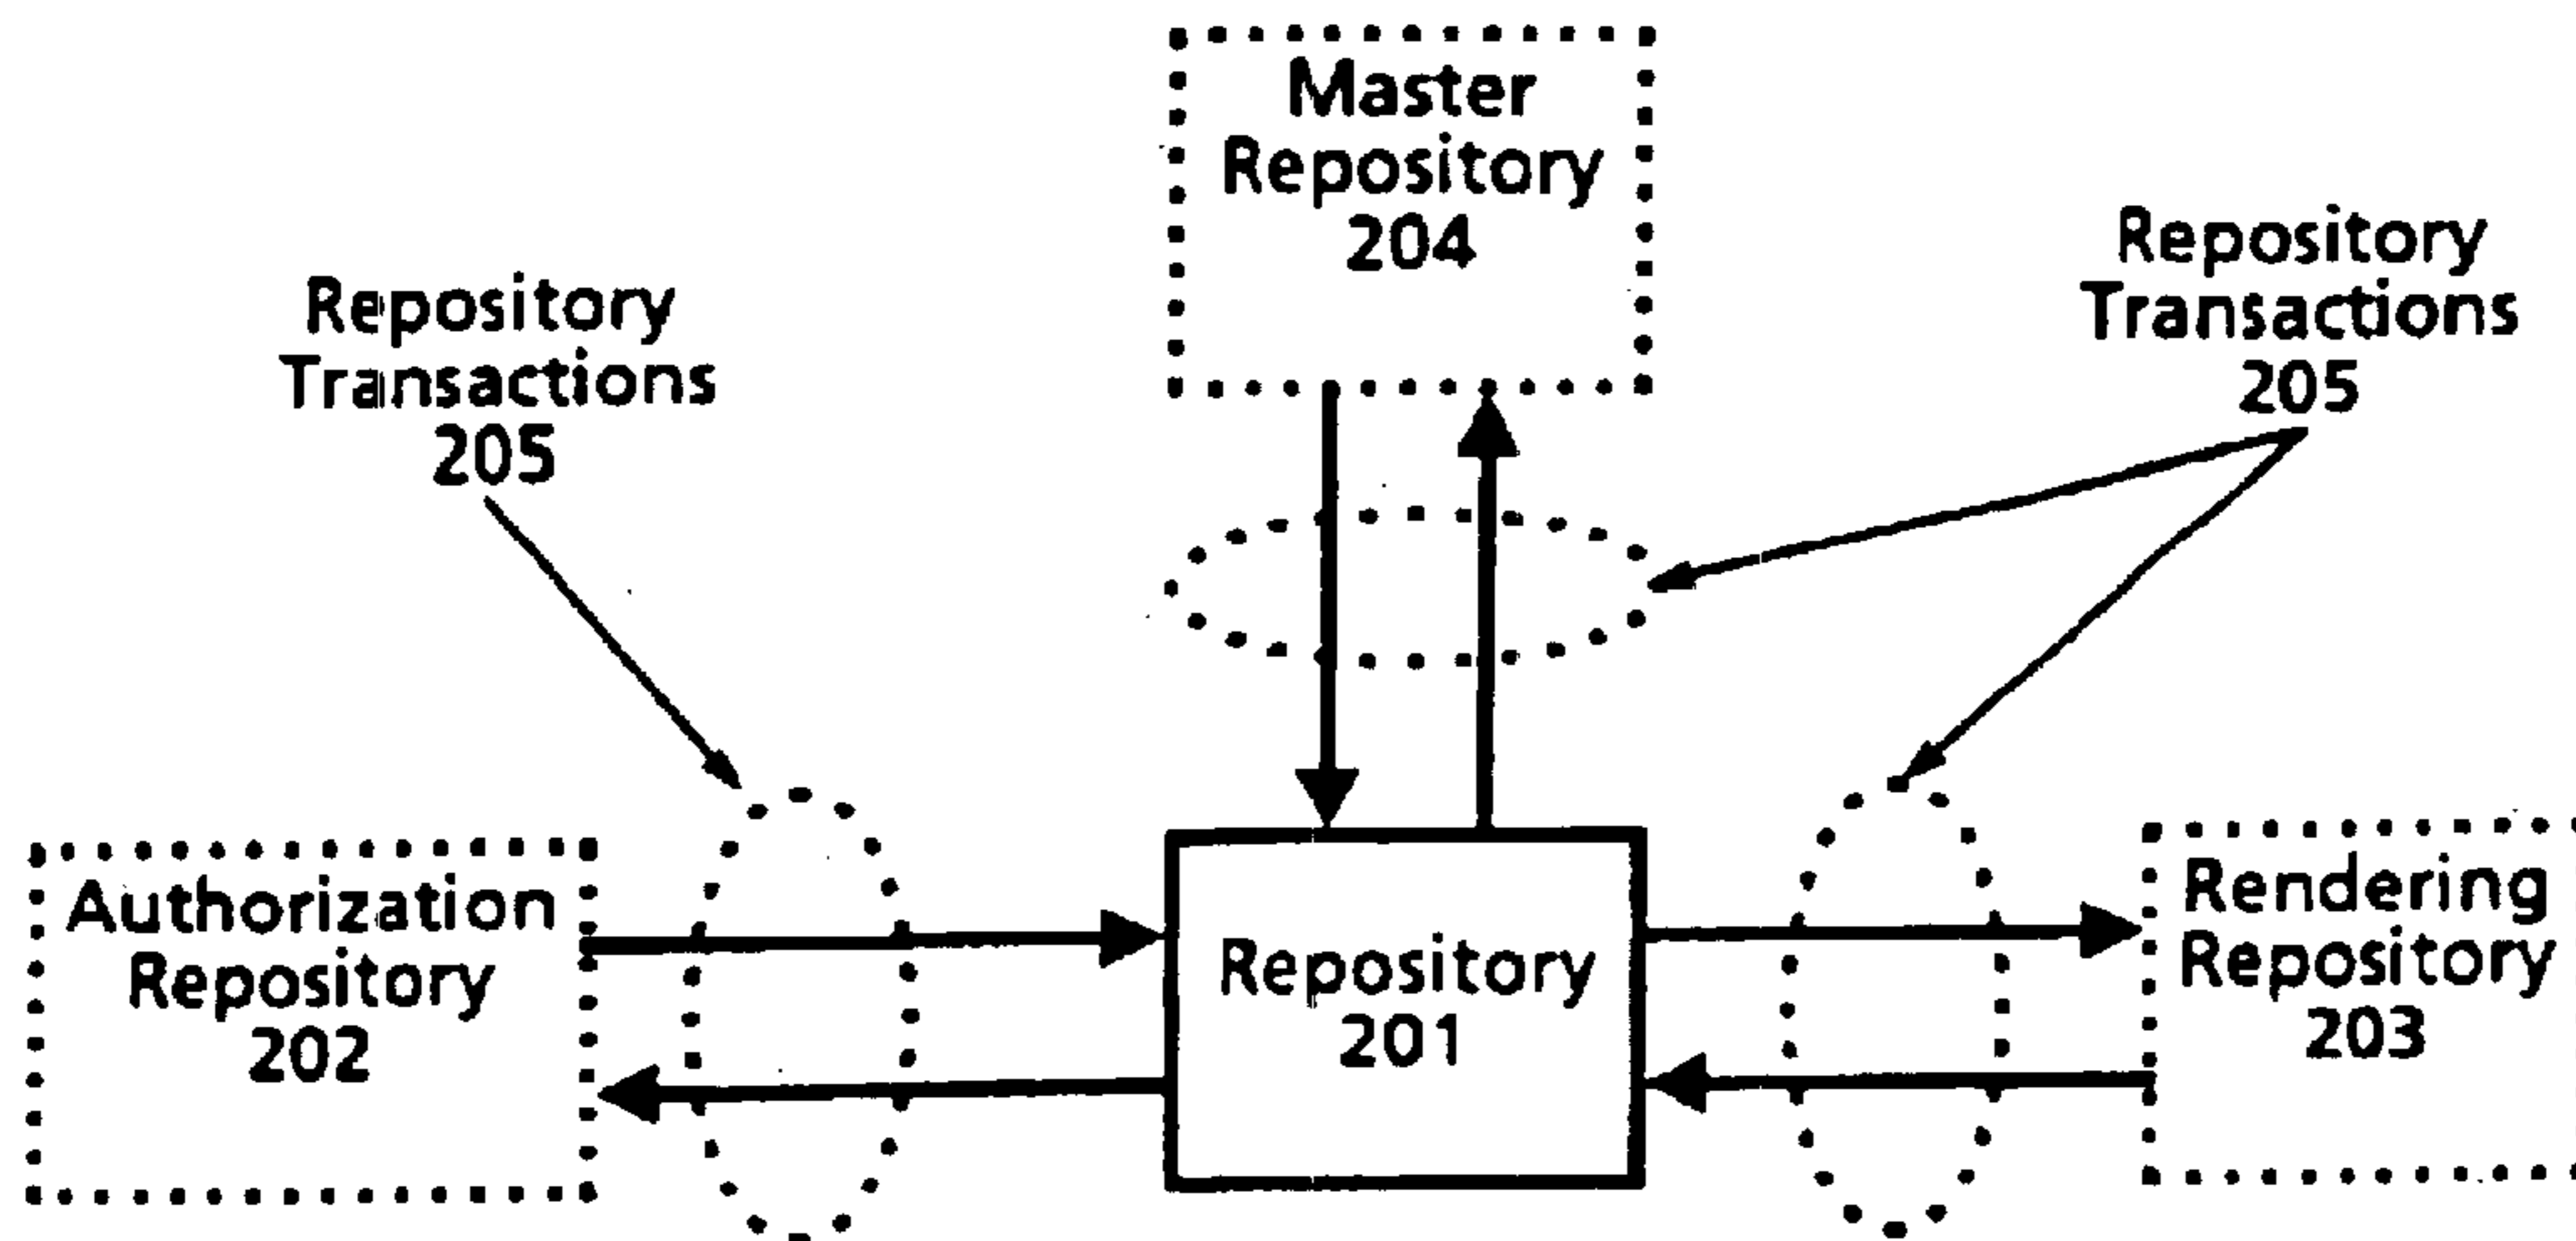 Master
Repository
204
Repository
Transactions
205
Repository
Transactions
205
Authorization
Repository
202
Repository
201
Rendering
Repository
203